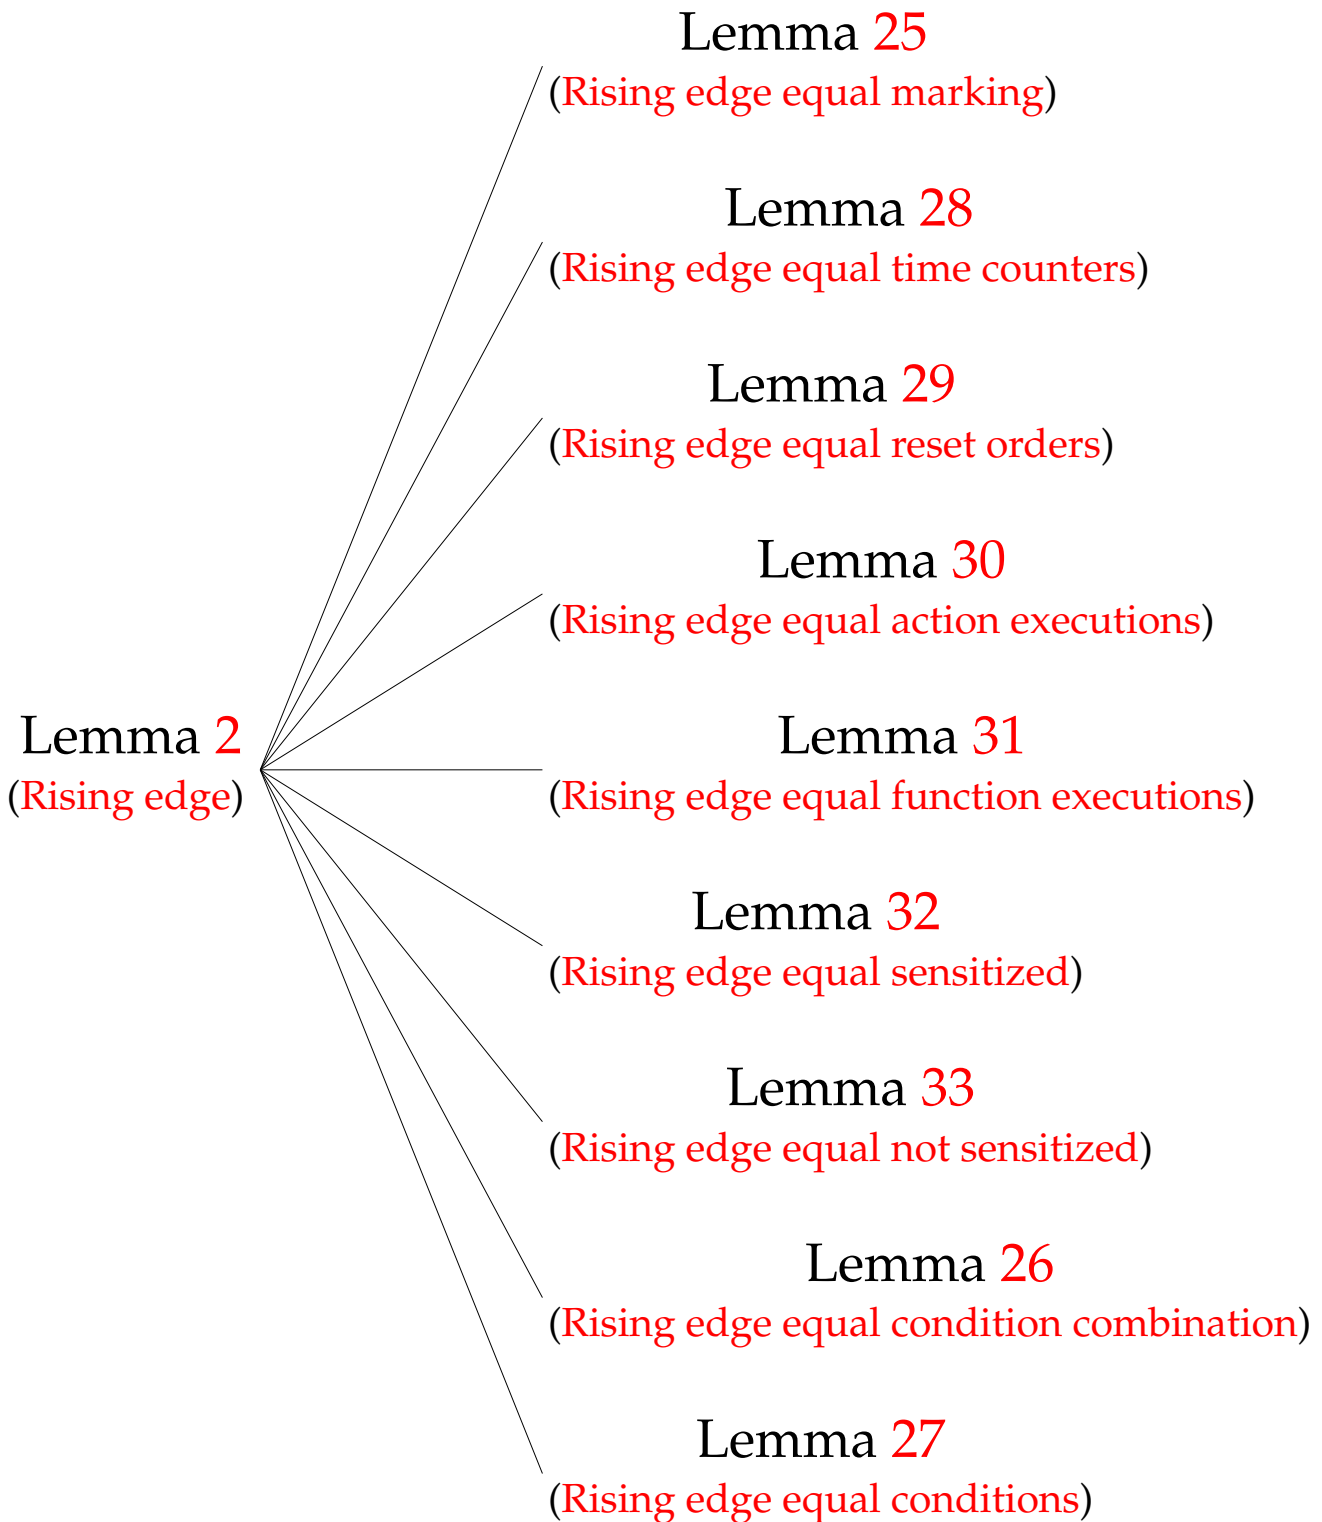 Lemma 25
(Rising edge equal marking)
Lemma 28
(Rising edge equal time counters)
Lemma 29
(Rising edge equal reset orders)
Lemma 30
(Rising edge equal action executions)
Lemma 2
(Rising edge)
Lemma 31
(Rising edge equal function executions)
Lemma 32
(Rising edge equal sensitized)
Lemma 33
(Rising edge equal not sensitized)
Lemma 26
(Rising edge equal condition combination)
Lemma 27
(Rising edge equal conditions)